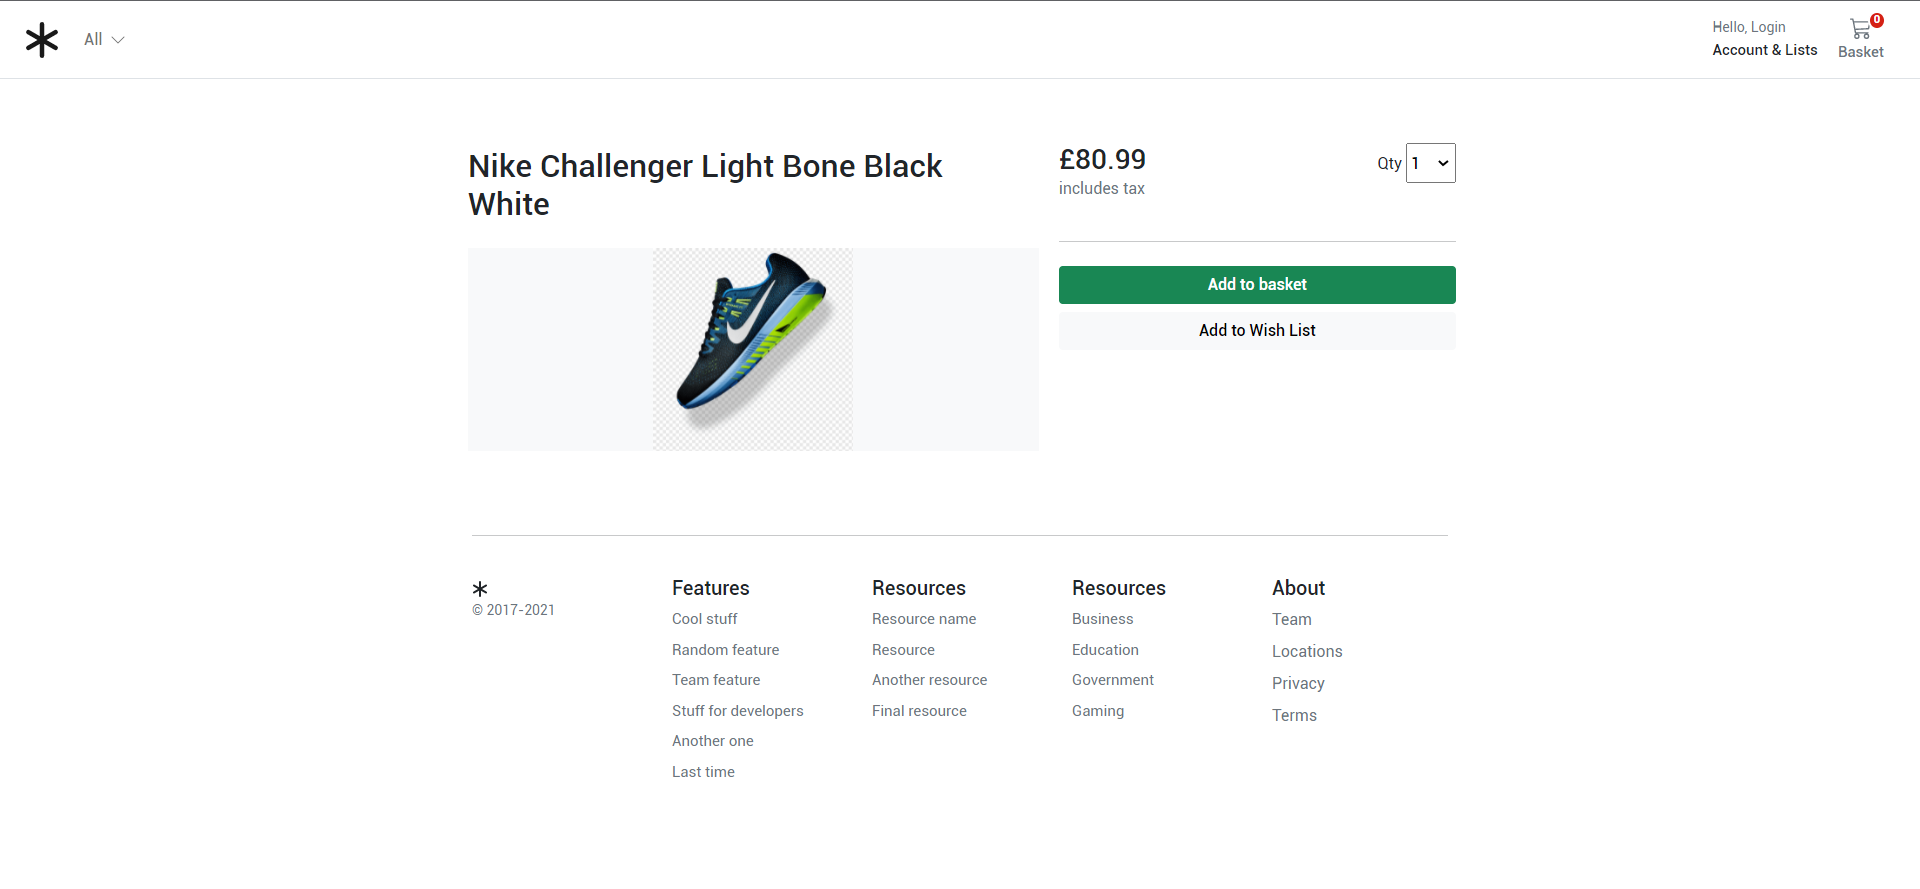 All
Hello, Login
Account & Lists
0
Basket
Nike Challenger Light Bone Black
White
£80.99
includes tax
Qty 1
Add to basket
Add to Wish List
© 2017-2021
Features
Cool stuff
Random feature
Team feature
Stuff for developers
Another one
Last time
Resources
Resource name
Resource
Another resource
Final resource
Resources
Business
Education
Government
Gaming
About
Team
Locations
Privacy
Terms